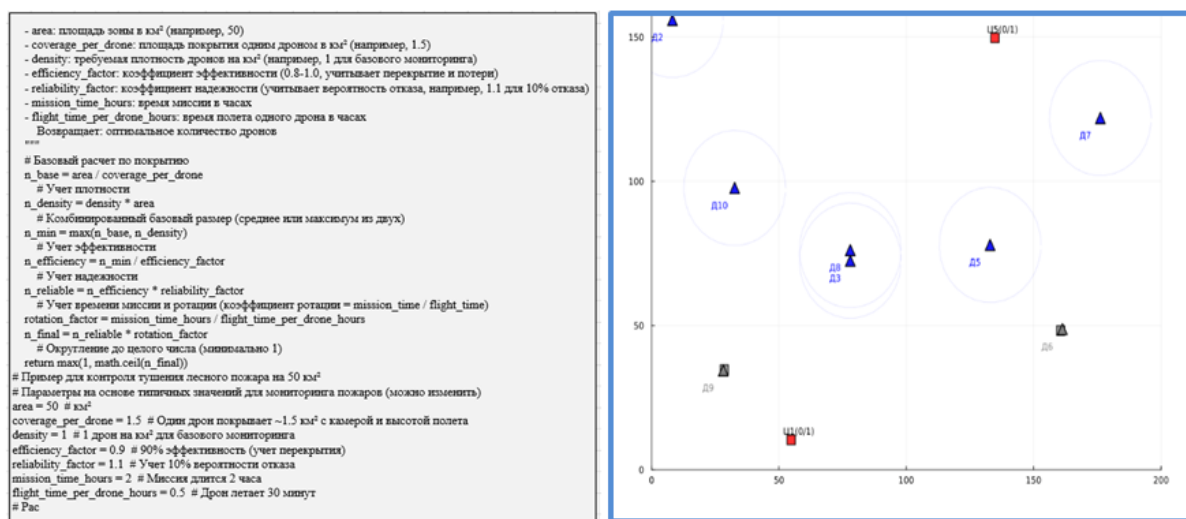 - area: площадь зоны в км² (например, 50)
- coverage_per_drone: площадь покрытия одним дроном в км² (например, 1.5)
- density: требуемая плотность дронов на км² (например, 1 для базового мониторинга)
- efficiency_factor: коэффициент эффективности (0.8-1.0, учитывает перекрытие и потери)
- reliability_factor: коэффициент надежности (учитывает вероятность отказа, например, 1.1 для 10% отказа)
- mission_time_hours: время миссии в часах
- flight_time_per_drone_hours: время полета одного дрона в часах
Возвращает: оптимальное количество дронов
"""
# Базовый расчет по покрытию
n_base = area / coverage_per_drone
# Учет плотности
n_density = density * area
# Комбинированный базовый размер (среднее или максимум из двух)
n_min = max(n_base, n_density)
# Учет эффективности
n_efficiency = n_min / efficiency_factor
# Учет надежности
n_reliable = n_efficiency * reliability_factor
# Учет времени миссии и ротации (коэффициент ротации = mission_time / flight_time)
rotation_factor = mission_time_hours / flight_time_per_drone_hours
n_final = n_reliable * rotation_factor
# Округление до целого числа (минимально 1)
return max(1, math.ceil(n_final))
# Пример для контроля тушения лесного пожара на 50 км²
# Параметры на основе типичных значений для мониторинга пожаров (можно изменить)
area = 50 # км²
coverage_per_drone = 1.5 # Один дрон покрывает ~1.5 км² с камерой и высотой полета
density = 1 # 1 дрон на км² для базового мониторинга
efficiency_factor = 0.9 # 90% эффективность (учет перекрытия)
reliability_factor = 1.1 # Учет 10% вероятности отказа
mission_time_hours = 2 # Миссия длится 2 часа
flight_time_per_drone_hours = 0.5 # Дрон летает 30 минут
# Рас
Д2
Ц5(0/1)
150
Д7
100
Д10
Д8
Д3
Д5
50
Д6
Д9
Ц1(0/1)
0
0
50
100
150
200